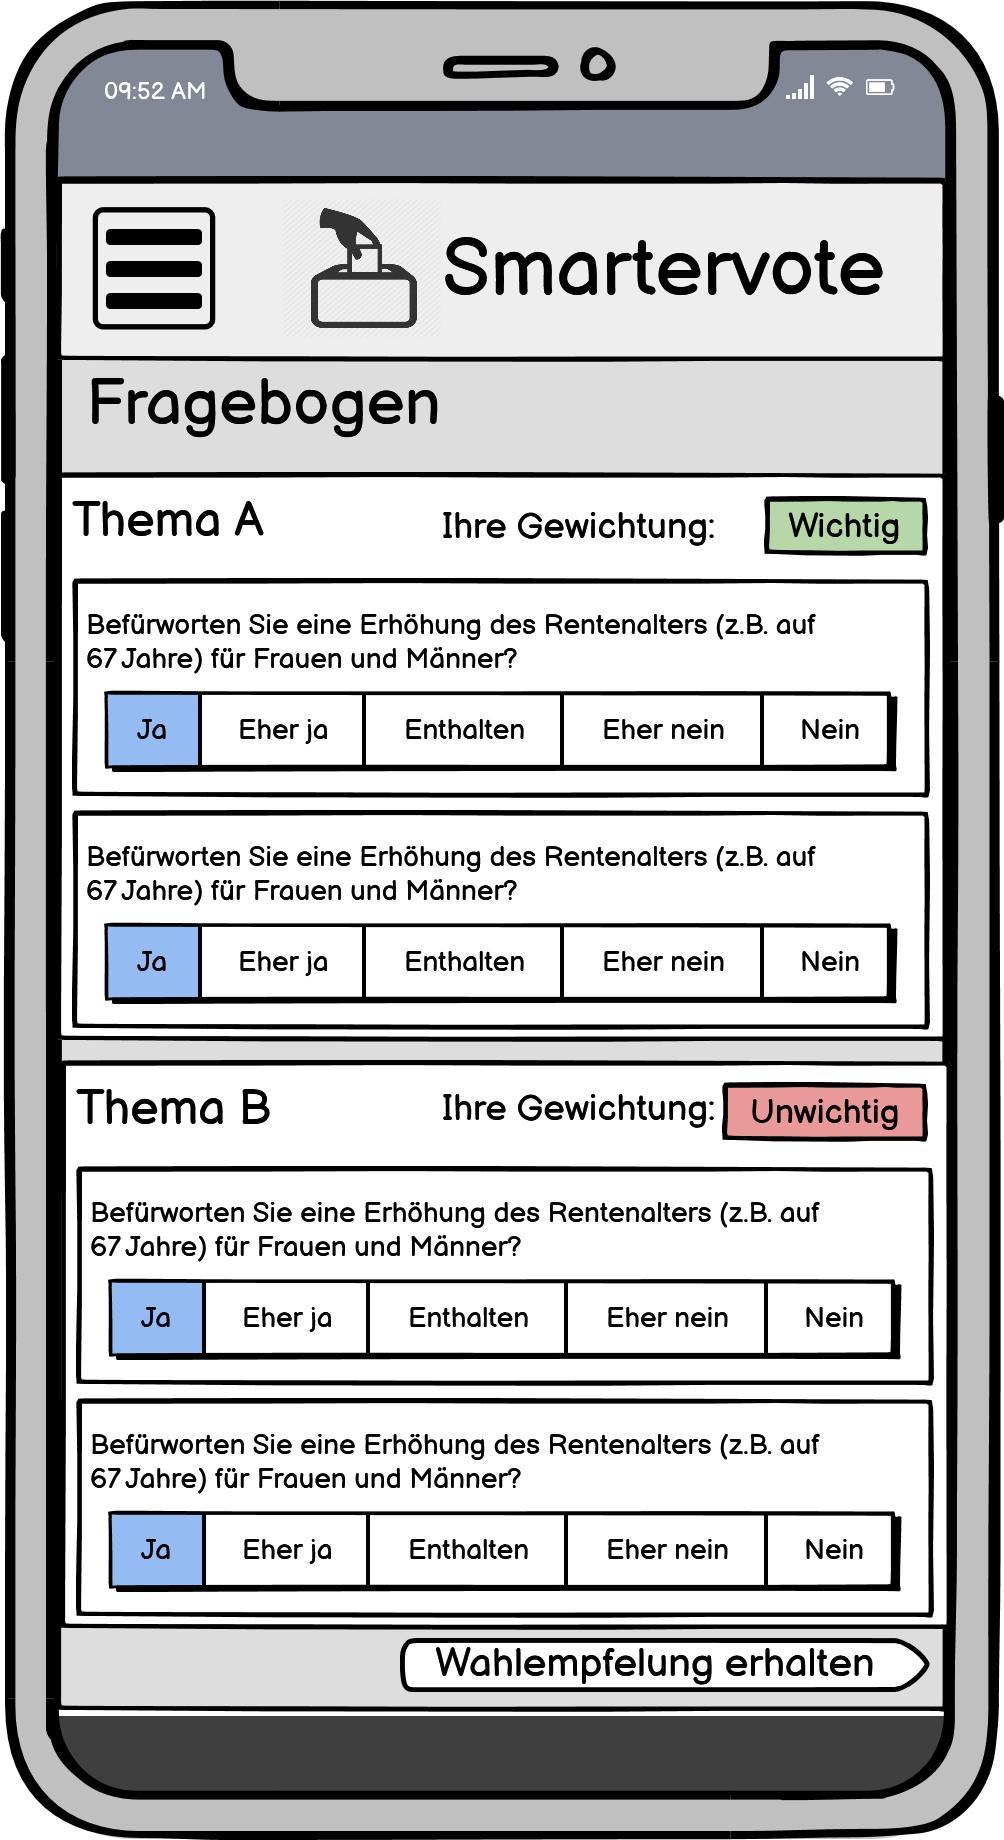 09:52 AM
Smartervote
Fragebogen
Thema A
Ihre Gewichtung:
Wichtig
Befürworten Sie eine Erhöhung des Rentenalters (z.B. auf
67 Jahre) für Frauen und Männer?
Ja Eher ja Enthalten Eher nein Nein
Befürworten Sie eine Erhöhung des Rentenalters (z.B. auf
67 Jahre) für Frauen und Männer?
Ja Eher ja Enthalten Eher nein Nein
Thema B
Ihre Gewichtung:
Unwichtig
Befürworten Sie eine Erhöhung des Rentenalters (z.B. auf
67 Jahre) für Frauen und Männer?
Ja Eher ja Enthalten Eher nein Nein
Befürworten Sie eine Erhöhung des Rentenalters (z.B. auf
67 Jahre) für Frauen und Männer?
Ja Eher ja Enthalten Eher nein Nein
Wahlempfelung erhalten